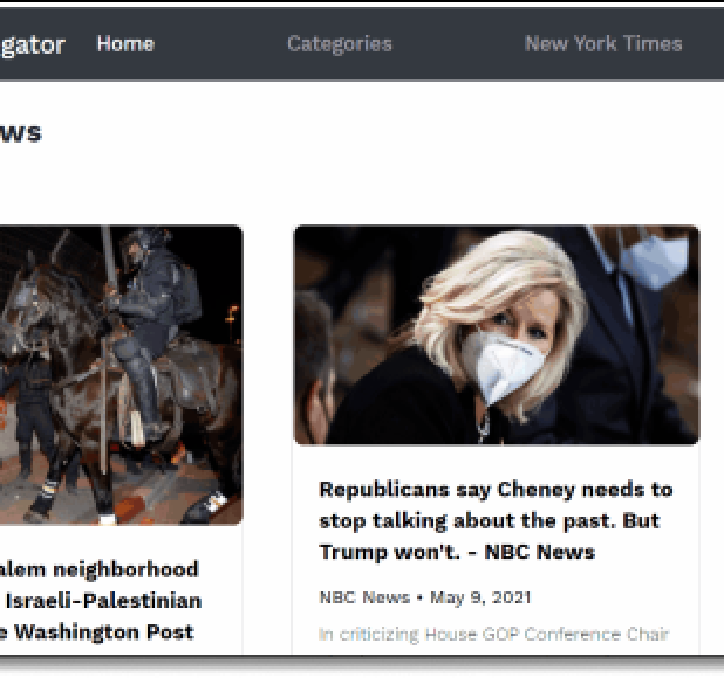 gator Home Categories New York Times
ws
alem neighborhood
Israeli-Palestinian
e Washington Post
Republicans say Cheney needs to
stop talking about the past. But
Trump won't. - NBC News
NBC News • May 9, 2021
In criticizing House GOP Conference Chair